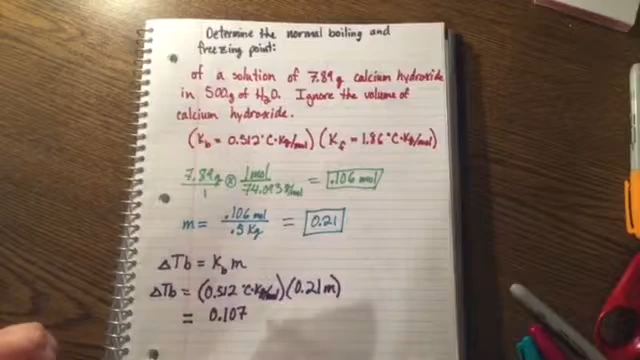 Determine the normal boiling and
freezing point:
of a solution of 7.89g calcium hydroxide
in 500g of H₂O. Ignore the volume of
calcium hydroxide.
(Kb = 0.512°C·Kg/mol) (Kf = 1.86°C·Kg/mol)
7.89g/1 ⊗ 1mol/74.093g/mol = .106 mol
m = .106 mol/.5 Kg = 0.21
ΔTb = Kb m
ΔTb = (0.512°C·Kg/mol)(0.21m)
= 0.107